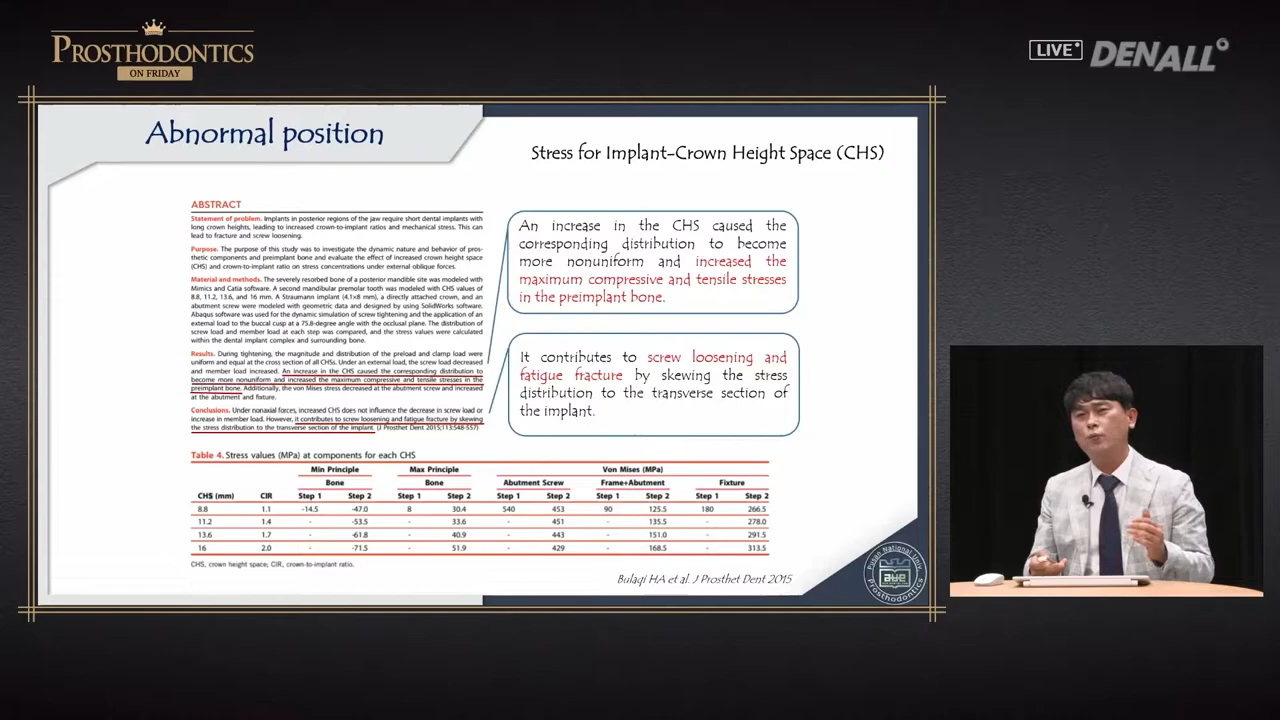 PROSTHODONTICS
ON FRIDAY
LIVE
DENALL
Abnormal position
Stress for Implant-Crown Height Space (CHS)
ABSTRACT
Statement of problem. Implants in posterior regions of the jaw require short dental implants with
long crown heights, leading to increased crown-to-implant ratios and mechanical stress. This can
lead to fracture and screw loosening.
Purpose. The purpose of this study was to investigate the dynamic nature and behavior of pros-
thetic components and preimplant bone and evaluate the effect of increased crown height space
(CHS) and crown-to-implant ratio on stress concentrations under external oblique forces.
Material and methods. The severely resorbed bone of a posterior mandible site was modeled with
Mimics and Catia software. A second mandibular premolar tooth was modeled with CHS values of
8.8, 11.2, 13.6, and 16 mm. A Straumann implant (4.1×8 mm), a directly attached crown, and an
abutment screw were modeled with geometric data and designed by using SolidWorks software.
Abaqus software was used for the dynamic simulation of screw tightening and the application of an
external load to the buccal cusp at a 75.8-degree angle with the occlusal plane. The distribution of
screw load and member load at each step was compared, and the stress values were calculated
within the dental implant complex and surrounding bone.
Results. During tightening, the magnitude and distribution of the preload and clamp load were
uniform and equal at the cross section of all CHSs. Under an external load, the screw load decreased
and member load increased. An increase in the CHS caused the corresponding distribution to
become more nonuniform and increased the maximum compressive and tensile stresses in the
preimplant bone. Additionally, the von Mises stress decreased at the abutment screw and increased
at the abutment and fixture.
Conclusions. Under nonaxial forces, increased CHS does not influence the decrease in screw load or
increase in member load. However, it contributes to screw loosening and fatigue fracture by skewing
the stress distribution to the transverse section of the implant. (J Prosthet Dent 2015;113:548-557)
An increase in the CHS caused the
corresponding distribution to become
more nonuniform and increased the
maximum compressive and tensile stresses
in the preimplant bone.
It contributes to screw loosening and
fatigue fracture by skewing the stress
distribution to the transverse section of
the implant.
Table 4. Stress values (MPa) at components for each CHS
Min Principle Max Principle Von Mises (MPa)
Bone Bone Abutment Screw Frame+Abutment Fixture
CHS (mm) CIR Step 1 Step 2 Step 1 Step 2 Step 1 Step 2 Step 1 Step 2 Step 1 Step 2
8.8 1.1 -14.5 -47.0 8 30.4 540 453 90 125.5 180 266.5
11.2 1.4 - -53.5 - 33.6 - 451 - 135.5 - 278.0
13.6 1.7 - -61.8 - 40.9 - 443 - 151.0 - 291.5
16 2.0 - -71.5 - 51.9 - 429 - 168.5 - 313.5
CHS, crown height space; CIR, crown-to-implant ratio.
Bulaqi HA et al. J Prosthet Dent 2015
Pusan National Univ.
Prosthodontics